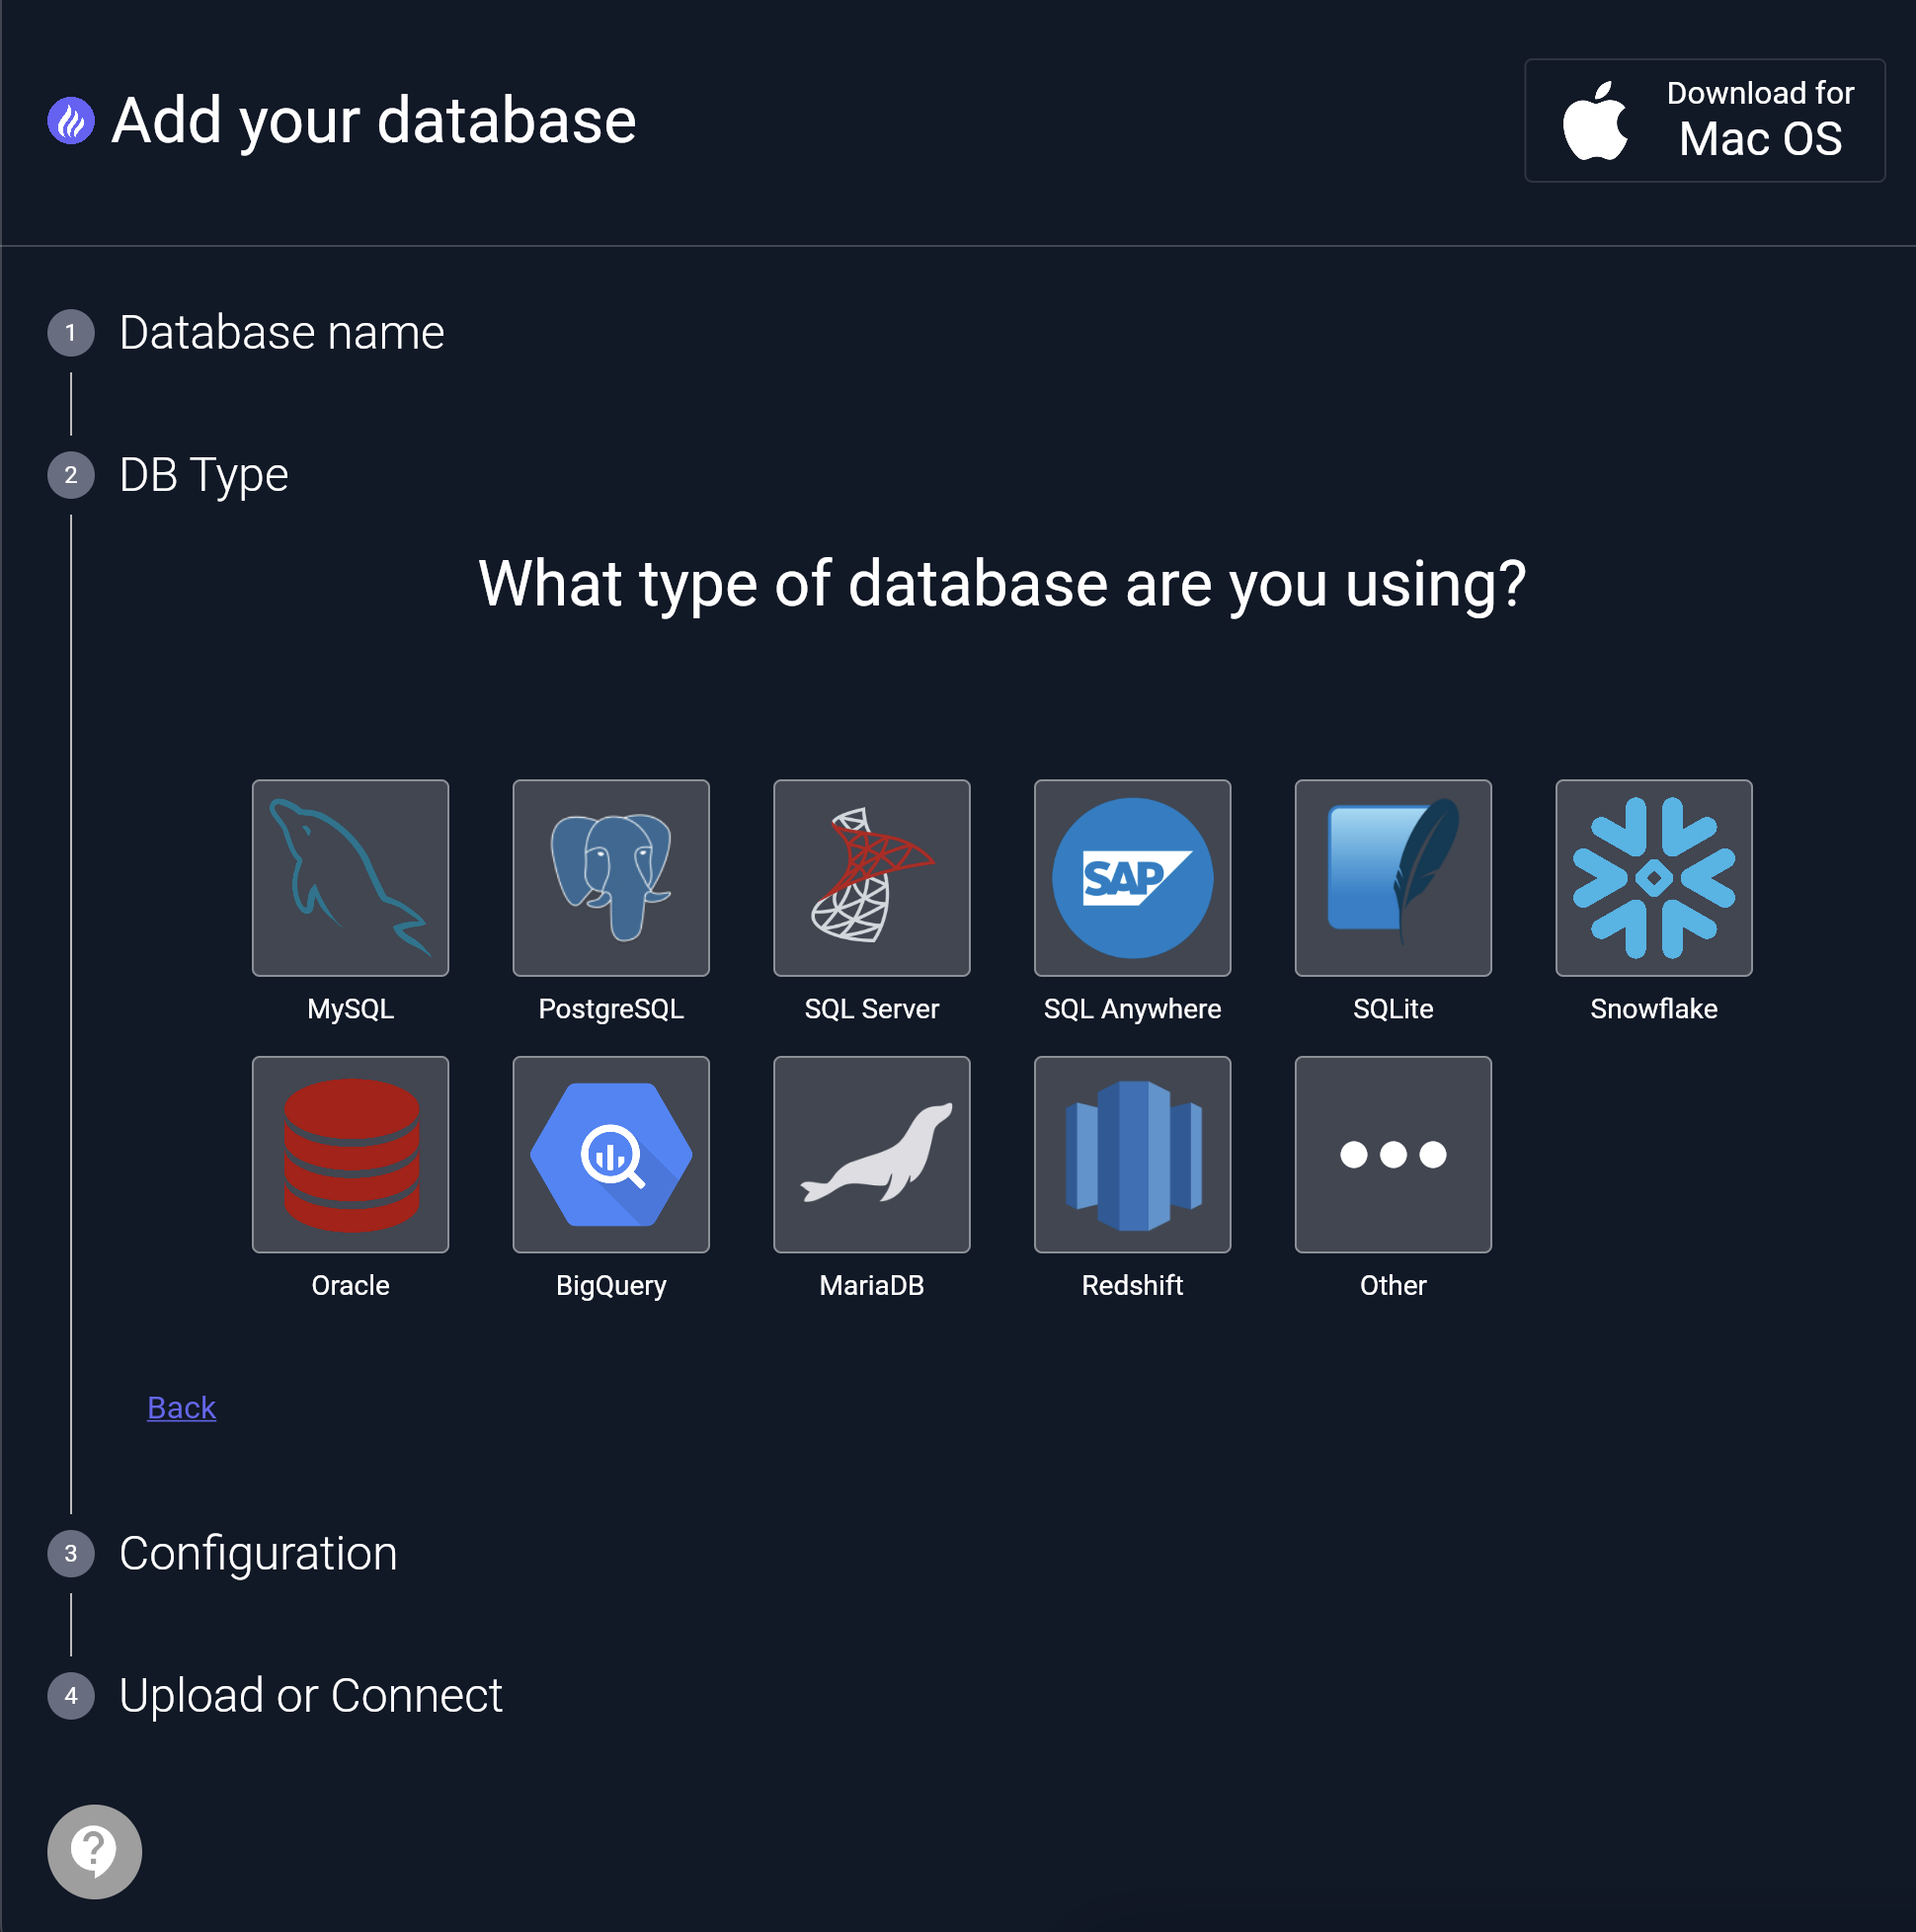 Add your database
Download for
Mac OS
1 Database name
2 DB Type
What type of database are you using?
SAP
MySQL PostgreSQL SQL Server SQL Anywhere SQLite Snowflake
Oracle BigQuery MariaDB Redshift Other
Back
3 Configuration
4 Upload or Connect
?